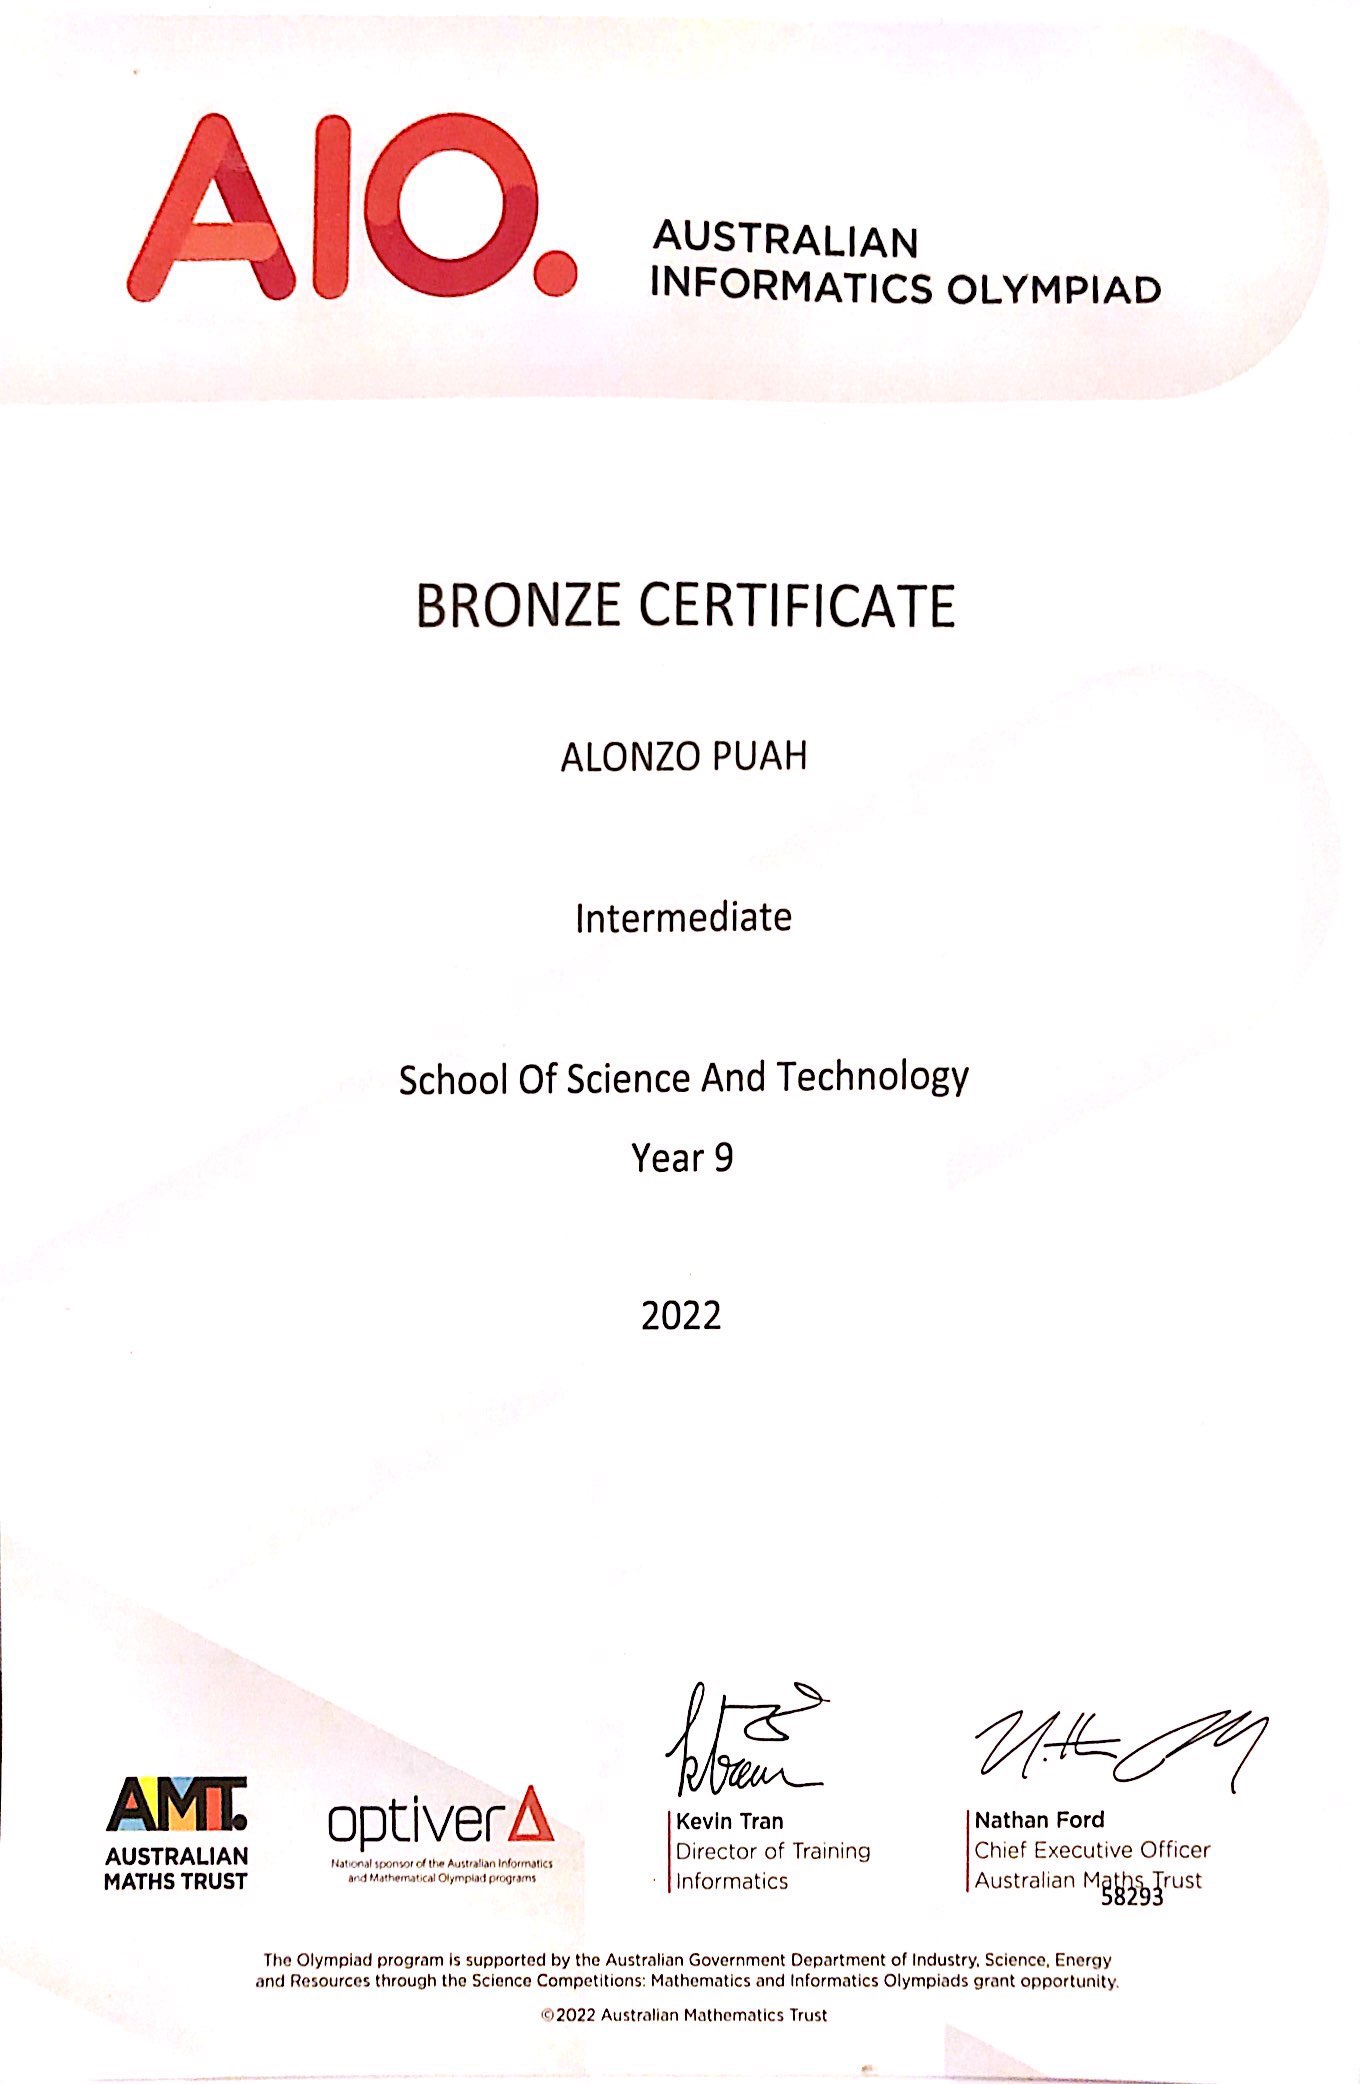 AIO.
AUSTRALIAN
INFORMATICS OLYMPIAD
BRONZE CERTIFICATE
ALONZO PUAH
Intermediate
School Of Science And Technology
Year 9
2022
AMT.
AUSTRALIAN
MATHS TRUST
optiver
National sponsor of the Australian Informatics
and Mathematical Olympiad programs
Kevin Tran
Director of Training
Informatics
Nathan Ford
Chief Executive Officer
Australian Maths Trust
58293
The Olympiad program is supported by the Australian Government Department of Industry, Science, Energy
and Resources through the Science Competitions: Mathematics and Informatics Olympiads grant opportunity.
©2022 Australian Mathematics Trust